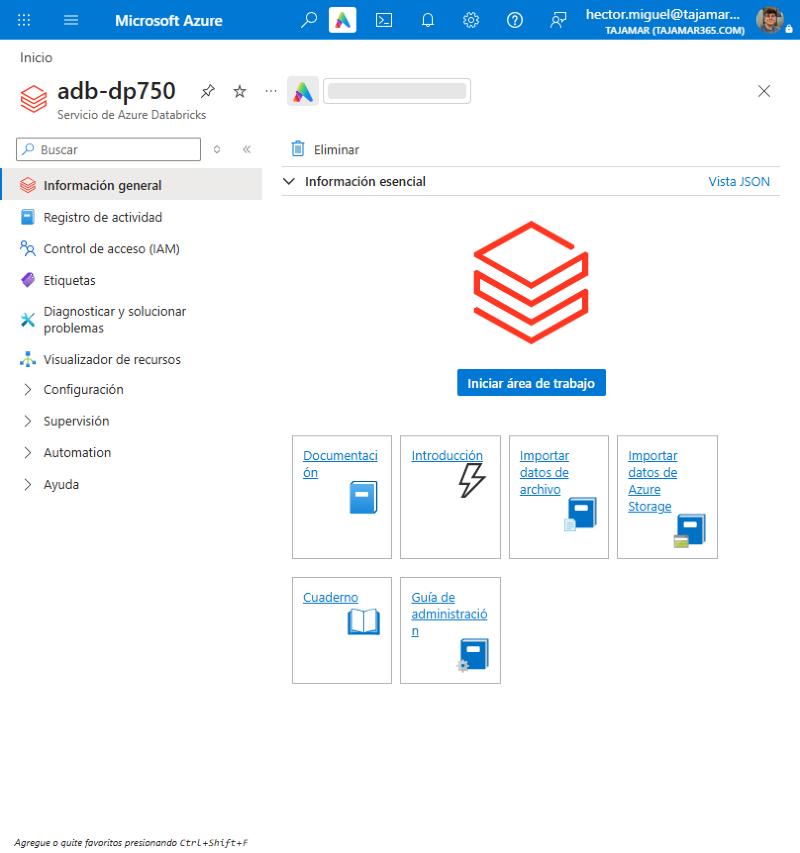 Microsoft Azure
hector.miguel@tajamar...
TAJAMAR (TAJAMAR365.COM)
Inicio
adb-dp750
...
Servicio de Azure Databricks
Buscar
Eliminar
Información esencial
Vista JSON
Información general
Registro de actividad
Control de acceso (IAM)
Etiquetas
Diagnosticar y solucionar
problemas
Visualizador de recursos
Configuración
Supervisión
Automation
Ayuda
Iniciar área de trabajo
Documentaci
ón
Introducción
Importar
datos de
archivo
Importar
datos de
Azure
Storage
Cuaderno
Guía de
administració
n
Agregue o quite favoritos presionando Ctrl+Shift+F